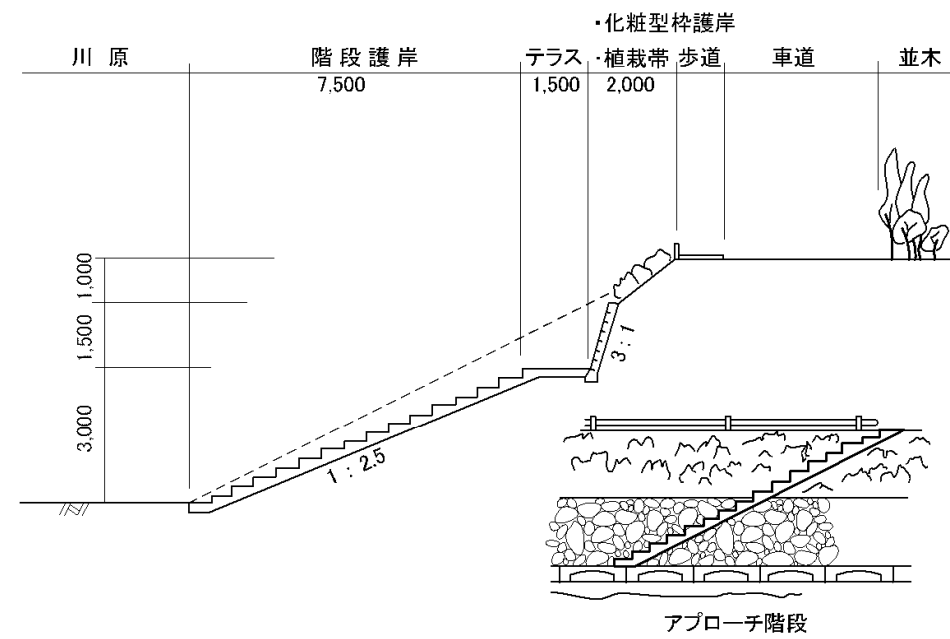 ・化粧型枠護岸
川原 階段護岸 テラス ・植栽帯 歩道 車道 並木
7,500 1,500 2,000
1,000
1,500
3,000
3:1
1:2.5
アプローチ階段